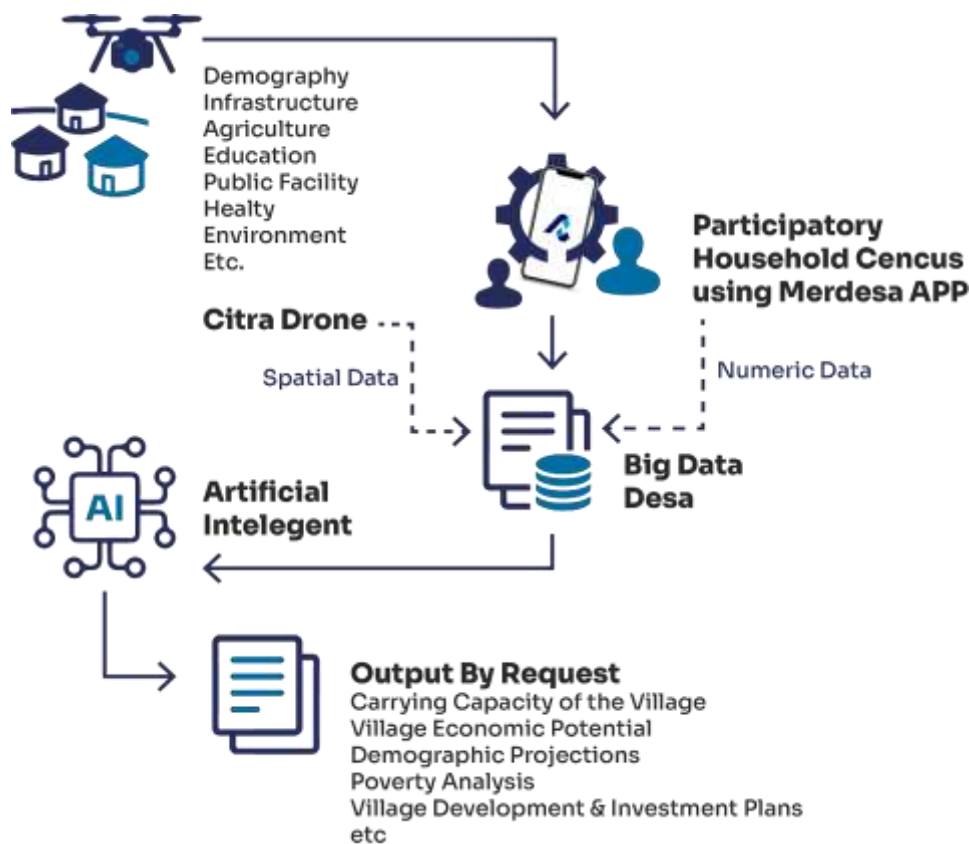 Demography
Infrastructure
Agriculture
Education
Public Facility
Healty
Environment
Etc.
Participatory
Household Cencus
using Merdesa APP
Citra Drone
Spatial Data
Numeric Data
Big Data
Desa
AI
Artificial
Intelegent
Output By Request
Carrying Capacity of the Village
Village Economic Potential
Demographic Projections
Poverty Analysis
Village Development & Investment Plans
etc